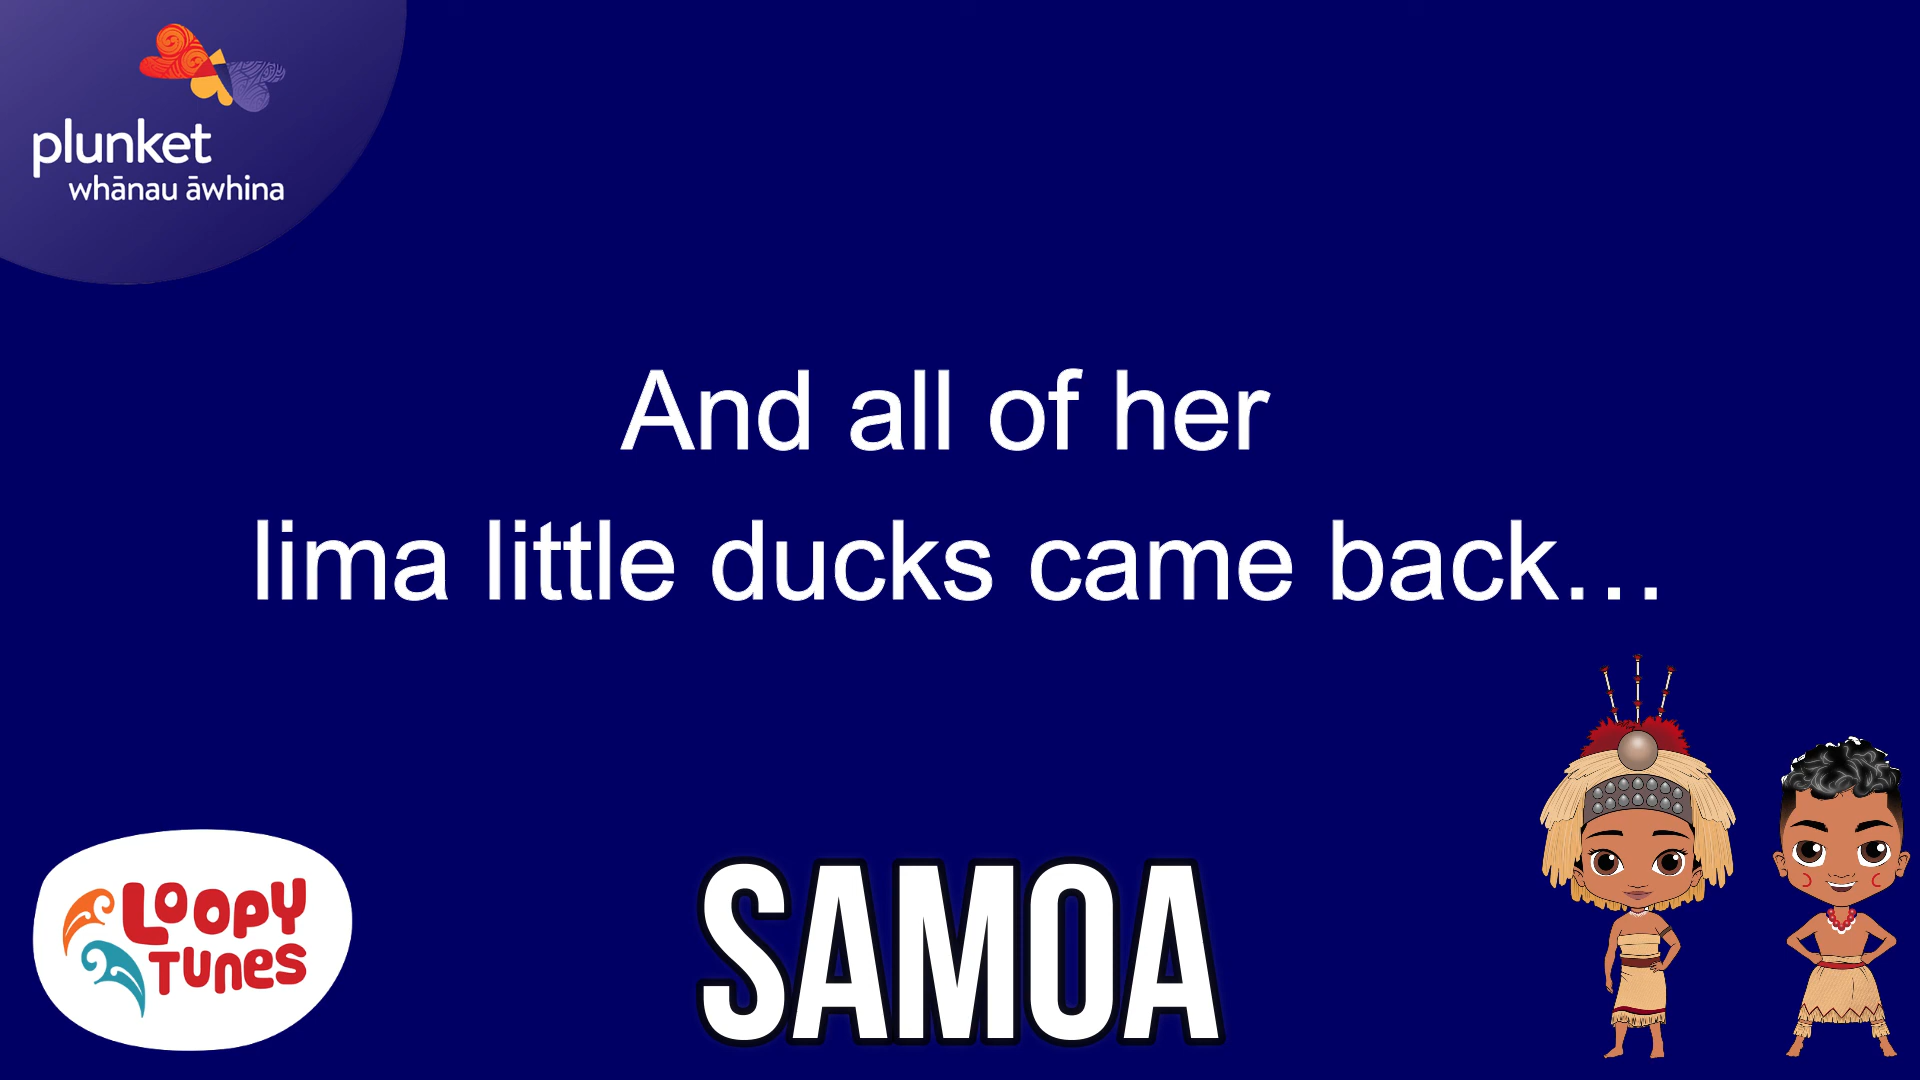 plunket
whānau āwhina
And all of her
lima little ducks came back…
LOOPY
TUNES
SAMOA